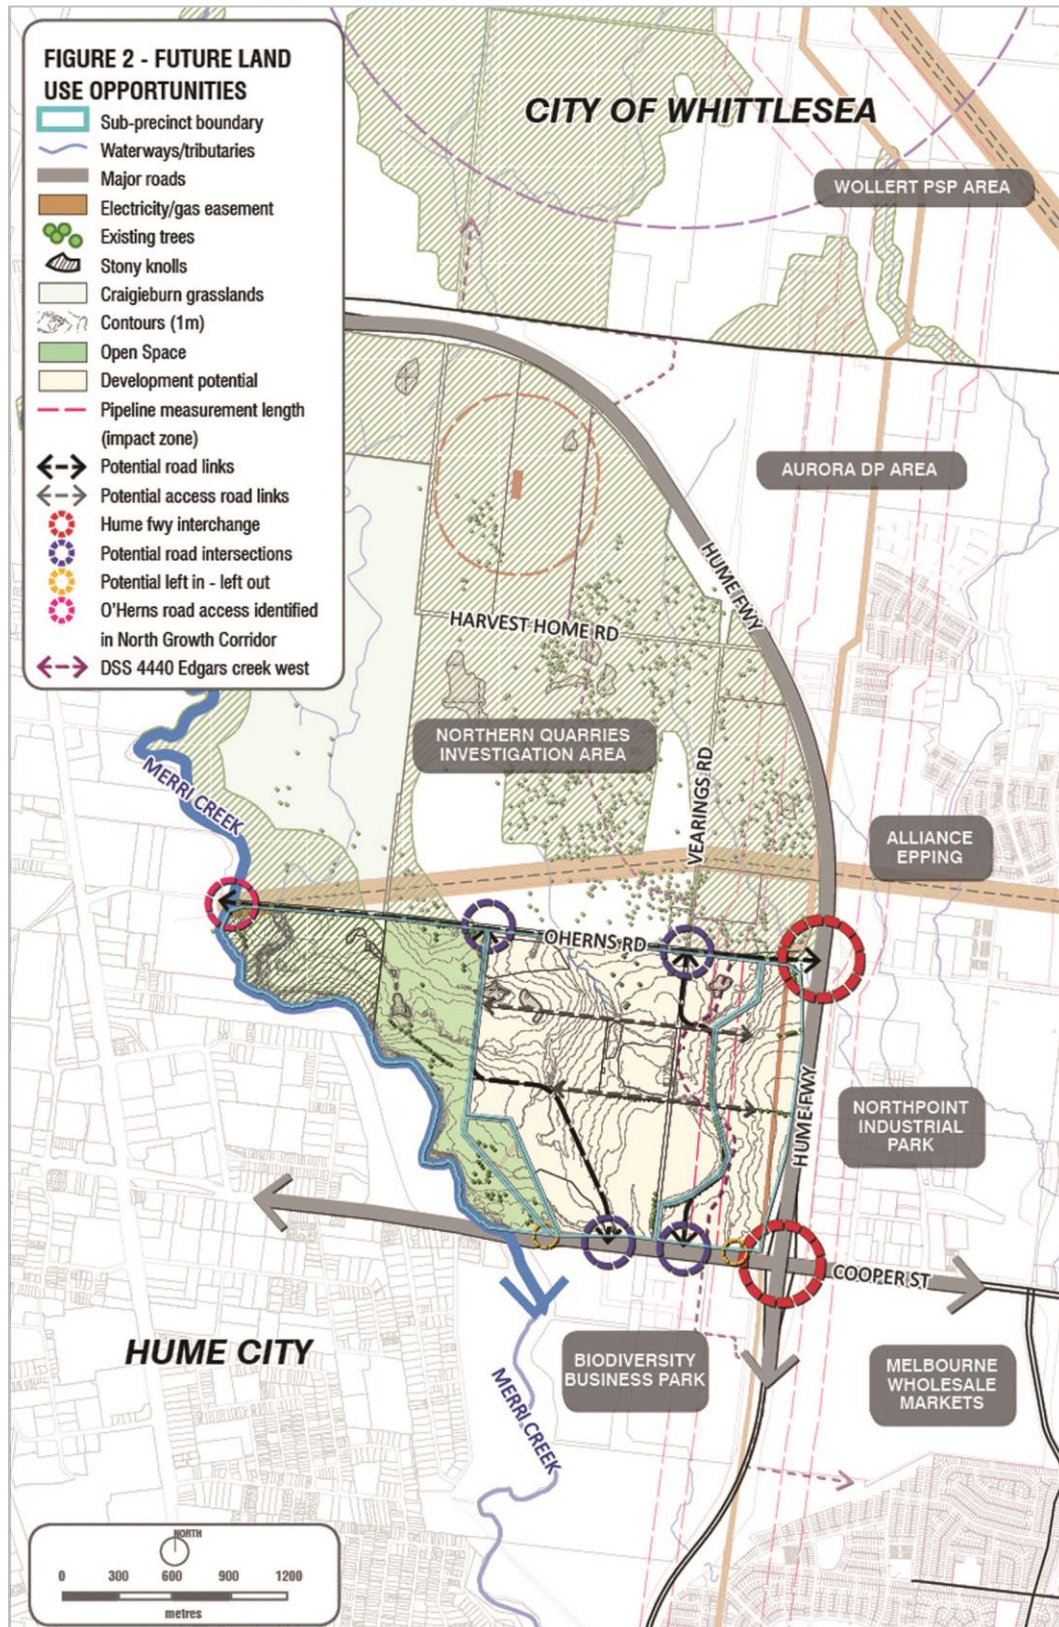 FIGURE 2 - FUTURE LAND
USE OPPORTUNITIES
Sub-precinct boundary
Waterways/tributaries
Major roads
Electricity/gas easement
Existing trees
Stony knolls
Craigieburn grasslands
Contours (1m)
Open Space
Development potential
Pipeline measurement length
(impact zone)
Potential road links
Potential access road links
Hume fwy interchange
Potential road intersections
Potential left in - left out
O'Herns road access identified
in North Growth Corridor
DSS 4440 Edgars creek west
CITY OF WHITTLESEA
WOLLERT PSP AREA
AURORA DP AREA
HUME FWY
HARVEST HOME RD
NORTHERN QUARRIES
INVESTIGATION AREA
VEARINGS RD
MERRI CREEK
ALLIANCE
EPPING
OHERNS RD
HUME FWY
NORTHPOINT
INDUSTRIAL
PARK
COOPER ST
HUME CITY
BIODIVERSITY
BUSINESS PARK
MELBOURNE
WHOLESALE
MARKETS
MERRI CREEK
NORTH
0 300 600 900 1200
metres